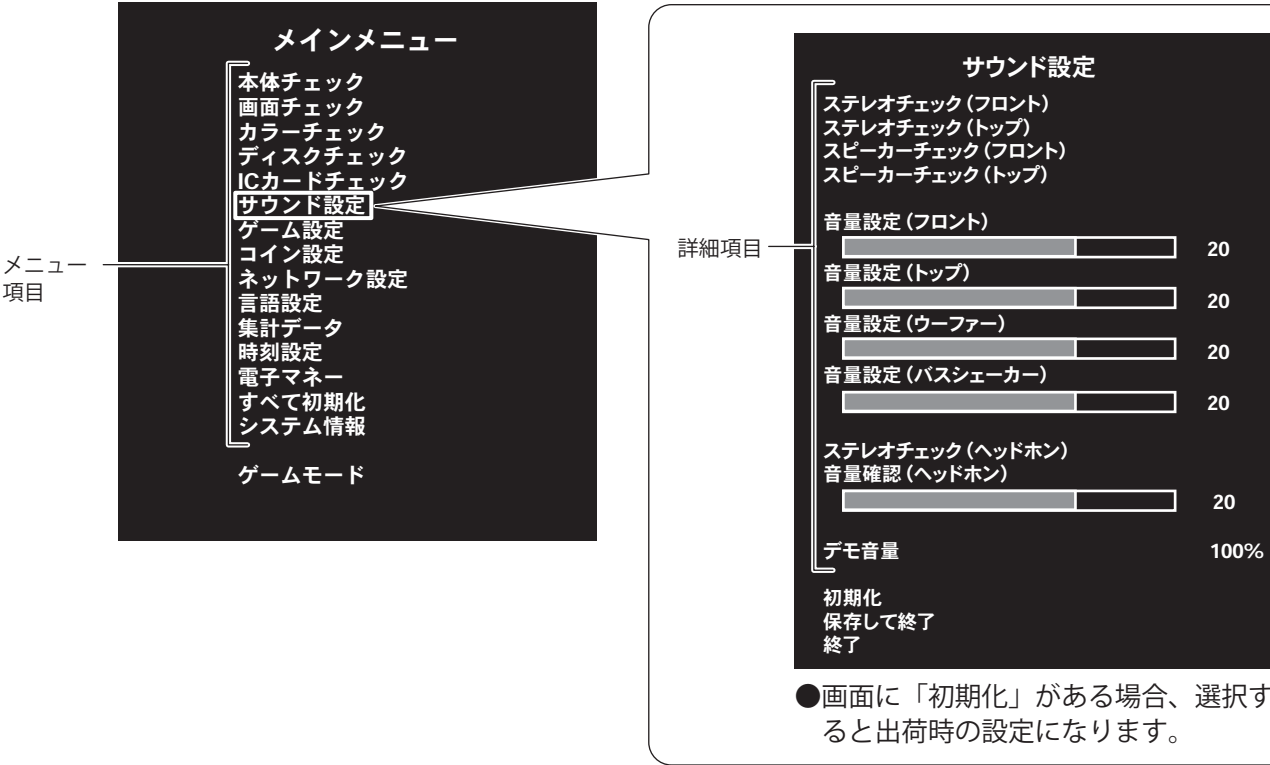 メインメニュー
本体チェック
画面チェック
カラーチェック
ディスクチェック
ICカードチェック
サウンド設定
ゲーム設定
コイン設定
ネットワーク設定
言語設定
集計データ
時刻設定
電子マネー
すべて初期化
システム情報
ゲームモード
メニュー
項目
サウンド設定
ステレオチェック（フロント）
ステレオチェック（トップ）
スピーカーチェック（フロント）
スピーカーチェック（トップ）
音量設定（フロント）
20
音量設定（トップ）
20
音量設定（ウーファー）
20
音量設定（バスシェーカー）
20
ステレオチェック（ヘッドホン）
音量確認（ヘッドホン）
20
デモ音量 100%
初期化
保存して終了
終了
詳細項目
●画面に「初期化」がある場合、選択す
ると出荷時の設定になります。